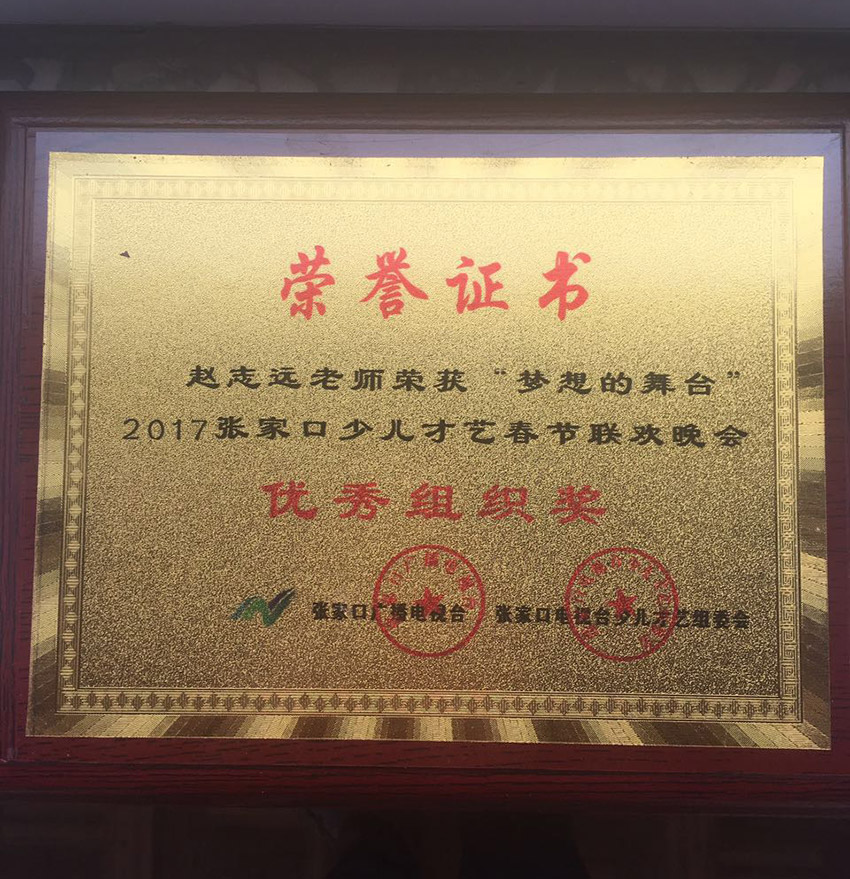 荣誉证书
赵志远老师荣获“梦想的舞台”
2017张家口少儿才艺春节联欢晚会
优秀组织奖
张家口广播电视台 张家口电视台少儿才艺组委会